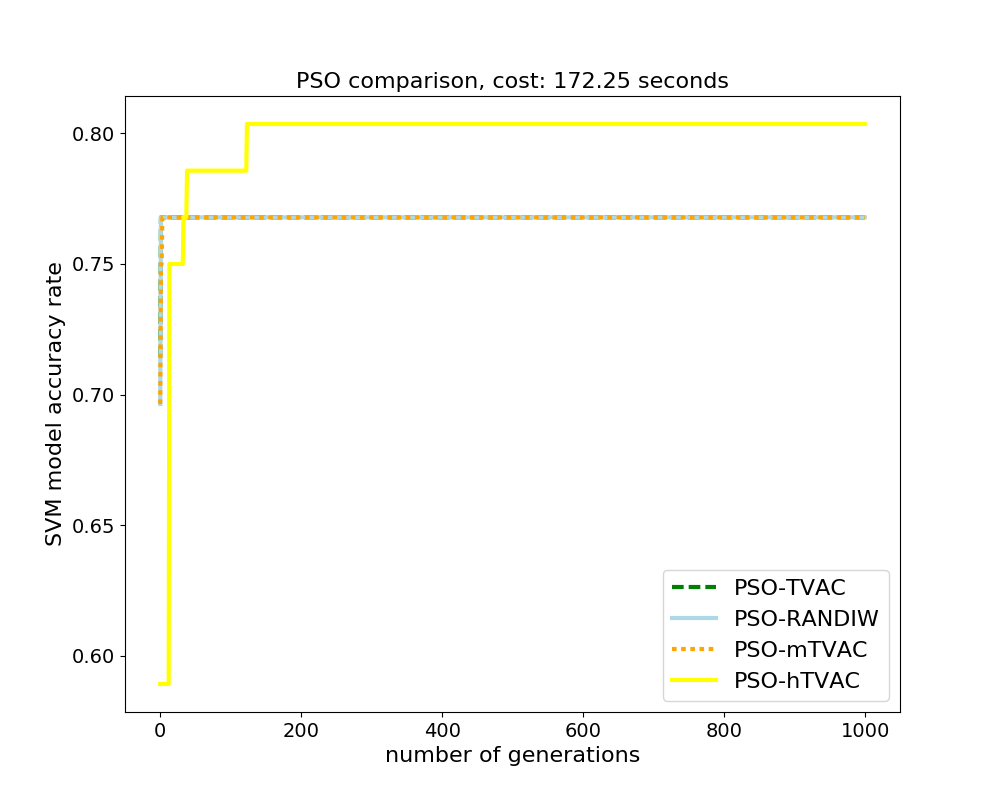 PSO comparison, cost: 172.25 seconds
SVM model accuracy rate
0.80
0.75
0.70
0.65
0.60
0 200 400 600 800 1000
number of generations
PSO-TVAC
PSO-RANDIW
PSO-mTVAC
PSO-hTVAC